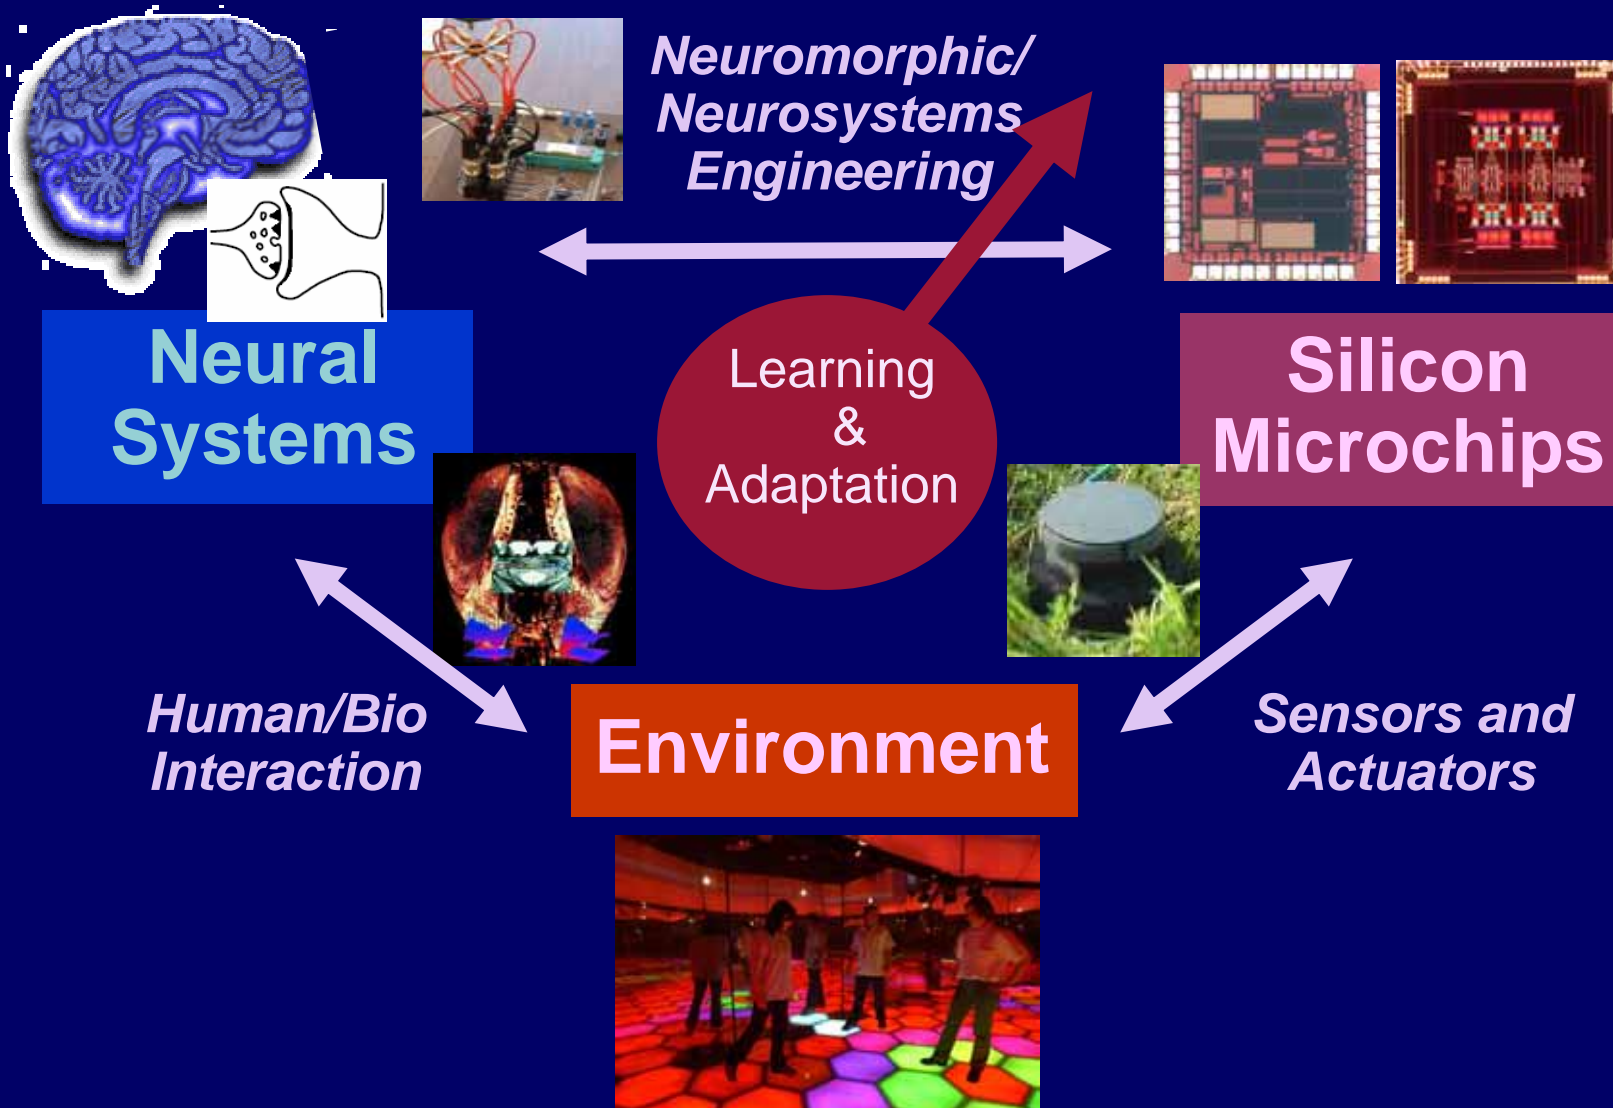 Neuromorphic/
Neurosystems
Engineering
Neural
Systems
Learning
&
Adaptation
Silicon
Microchips
Human/Bio
Interaction
Environment
Sensors and
Actuators